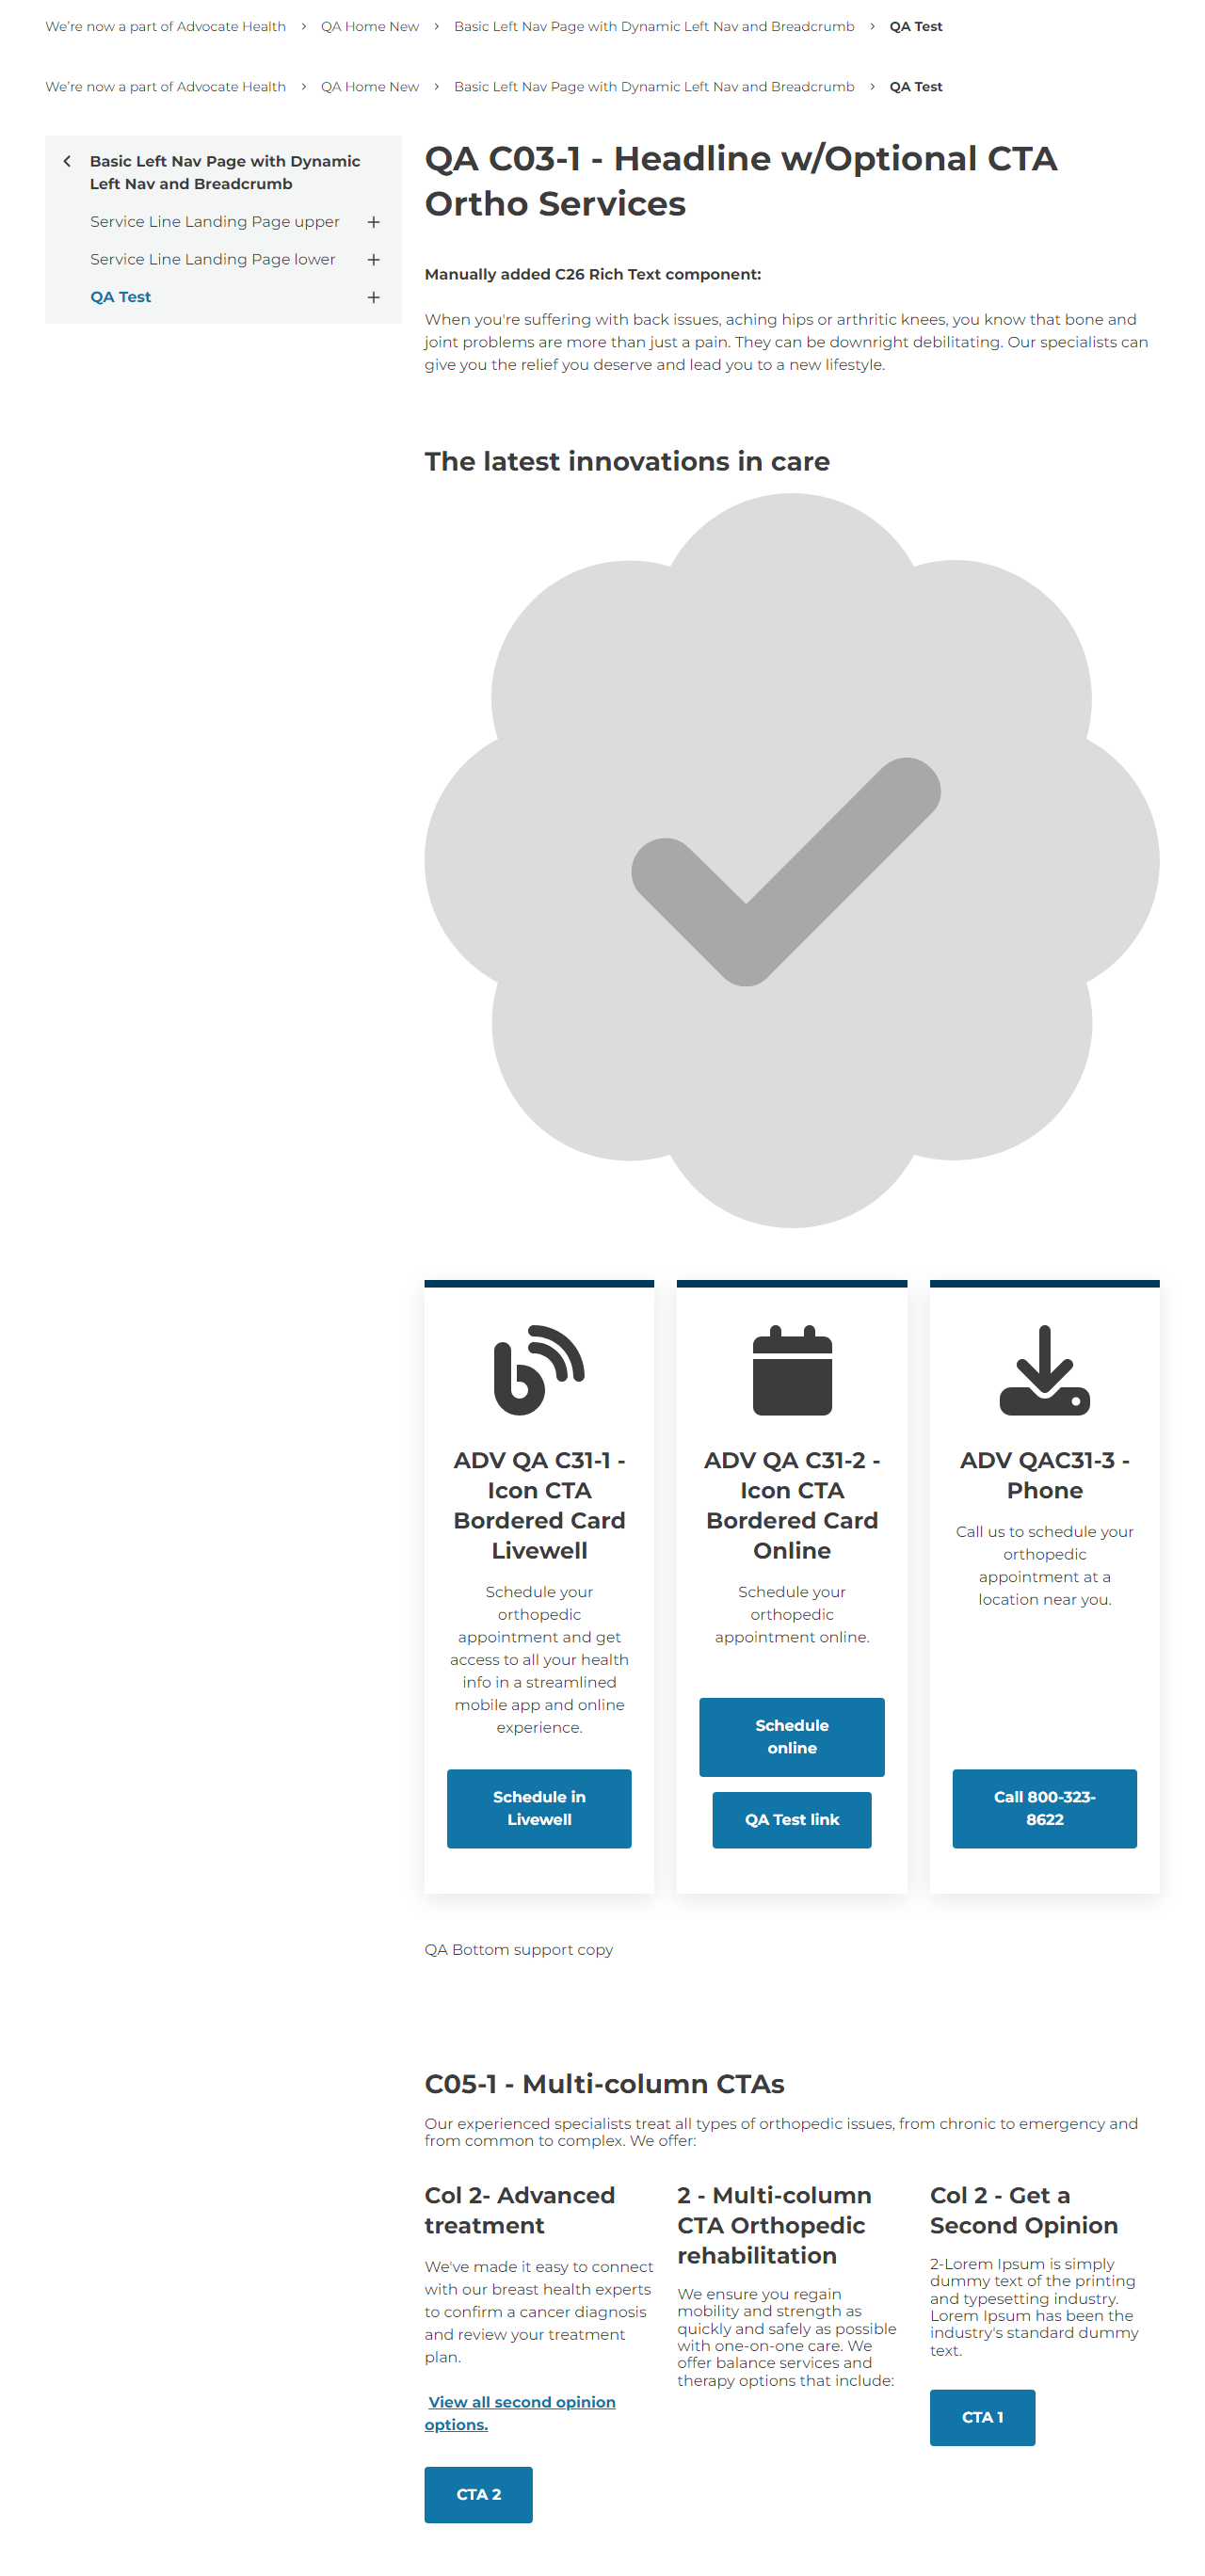 We're now a part of Advocate Health > QA Home New > Basic Left Nav Page with Dynamic Left Nav and Breadcrumb > QA Test
We're now a part of Advocate Health > QA Home New > Basic Left Nav Page with Dynamic Left Nav and Breadcrumb > QA Test
Basic Left Nav Page with Dynamic
Left Nav and Breadcrumb
Service Line Landing Page upper
Service Line Landing Page lower
QA Test
QA C03-1 - Headline w/Optional CTA
Ortho Services
Manually added C26 Rich Text component:
When you're suffering with back issues, aching hips or arthritic knees, you know that bone and
joint problems are more than just a pain. They can be downright debilitating. Our specialists can
give you the relief you deserve and lead you to a new lifestyle.
The latest innovations in care
ADV QA C31-1 -
Icon CTA
Bordered Card
Livewell
Schedule your
orthopedic
appointment and get
access to all your health
info in a streamlined
mobile app and online
experience.
Schedule in
Livewell
ADV QA C31-2 -
Icon CTA
Bordered Card
Online
Schedule your
orthopedic
appointment online.
Schedule
online
QA Test link
ADV QAC31-3 -
Phone
Call us to schedule your
orthopedic
appointment at a
location near you.
Call 800-323-
8622
QA Bottom support copy
C05-1 - Multi-column CTAs
Our experienced specialists treat all types of orthopedic issues, from chronic to emergency and
from common to complex. We offer:
Col 2- Advanced
treatment
We've made it easy to connect
with our breast health experts
to confirm a cancer diagnosis
and review your treatment
plan.
View all second opinion
options.
CTA 2
2 - Multi-column
CTA Orthopedic
rehabilitation
We ensure you regain
mobility and strength as
quickly and safely as possible
with one-on-one care. We
offer balance services and
therapy options that include:
Col 2 - Get a
Second Opinion
2-Lorem Ipsum is simply
dummy text of the printing
and typesetting industry.
Lorem Ipsum has been the
industry's standard dummy
text.
CTA 1